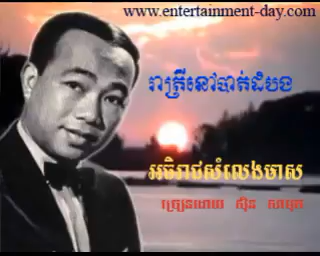 www.entertainment-day.com
រាត្រីនៅបាត់ដំបង
អធិរាជសំលេងមាស
ច្រៀងដោយ ស៊ីន សាមុត